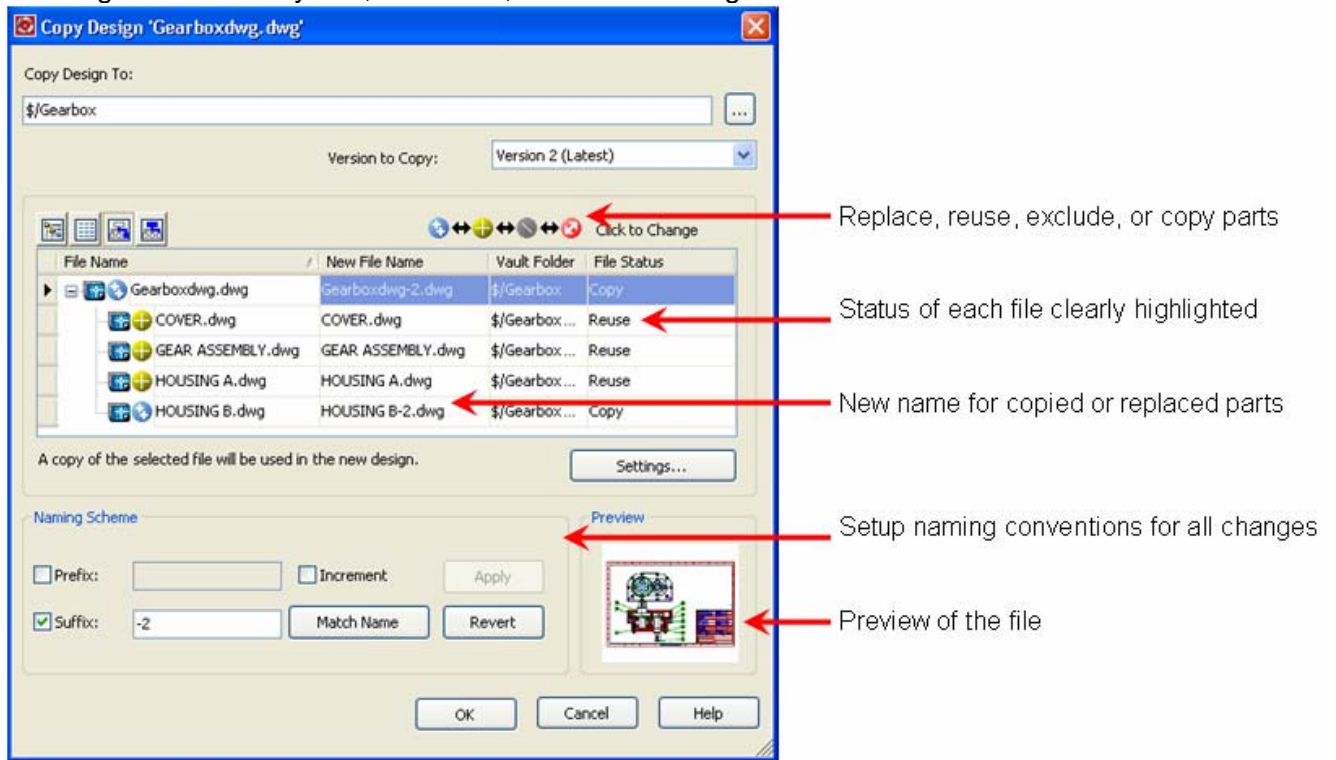 Copy Design 'Gearboxdwg.dwg'
Copy Design To:
$/Gearbox
...
Version to Copy: Version 2 (Latest)
Click to Change
Replace, reuse, exclude, or copy parts
File Name / New File Name Vault Folder File Status
Gearboxdwg.dwg Gearboxdwg-2.dwg $/Gearbox Copy
Status of each file clearly highlighted
COVER.dwg COVER.dwg $/Gearbox... Reuse
GEAR ASSEMBLY.dwg GEAR ASSEMBLY.dwg $/Gearbox... Reuse
HOUSING A.dwg HOUSING A.dwg $/Gearbox... Reuse
HOUSING B.dwg HOUSING B-2.dwg $/Gearbox... Copy
New name for copied or replaced parts
A copy of the selected file will be used in the new design.
Settings...
Naming Scheme
Preview
Setup naming conventions for all changes
Prefix: Increment Apply
Suffix: -2 Match Name Revert
Preview of the file
OK Cancel Help